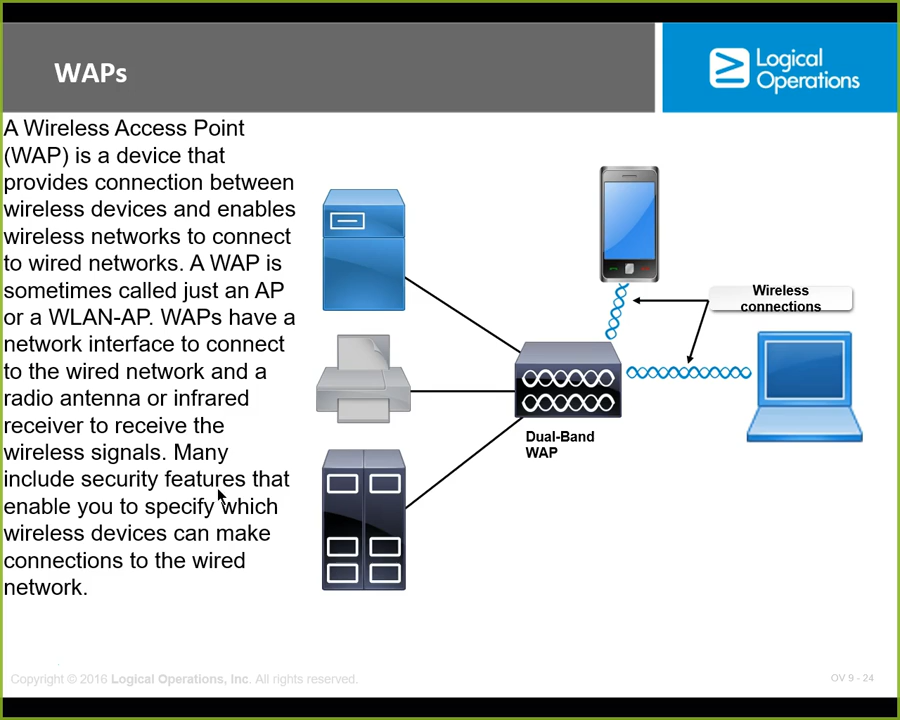 WAPs
Logical
Operations
A Wireless Access Point
(WAP) is a device that
provides connection between
wireless devices and enables
wireless networks to connect
to wired networks. A WAP is
sometimes called just an AP
or a WLAN-AP. WAPs have a
network interface to connect
to the wired network and a
radio antenna or infrared
receiver to receive the
wireless signals. Many
include security features that
enable you to specify which
wireless devices can make
connections to the wired
network.
Wireless
connections
Dual-Band
WAP
Copyright © 2016 Logical Operations, Inc. All rights reserved.
OV 9 - 24